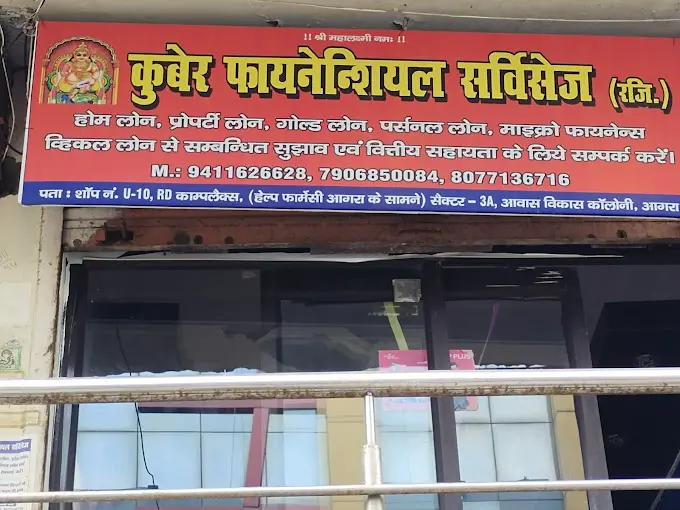 !! श्री महालक्ष्मी नमः !!
कुबेर फायनेन्शियल सर्विसेज (रजि.)
होम लोन, प्रोपर्टी लोन, गोल्ड लोन, पर्सनल लोन, माइक्रो फायनेन्स
व्हिकल लोन से सम्बन्धित सुझाव एवं वित्तीय सहायता के लिये सम्पर्क करें।
M.: 9411626628, 7906850084, 8077136716
पता : शॉप नं. U-10, RD काम्पलैक्स, (हेल्प फार्मेसी आगरा के सामने) सेक्टर – 3A, आवास विकास कॉलोनी, आगरा
PLUS